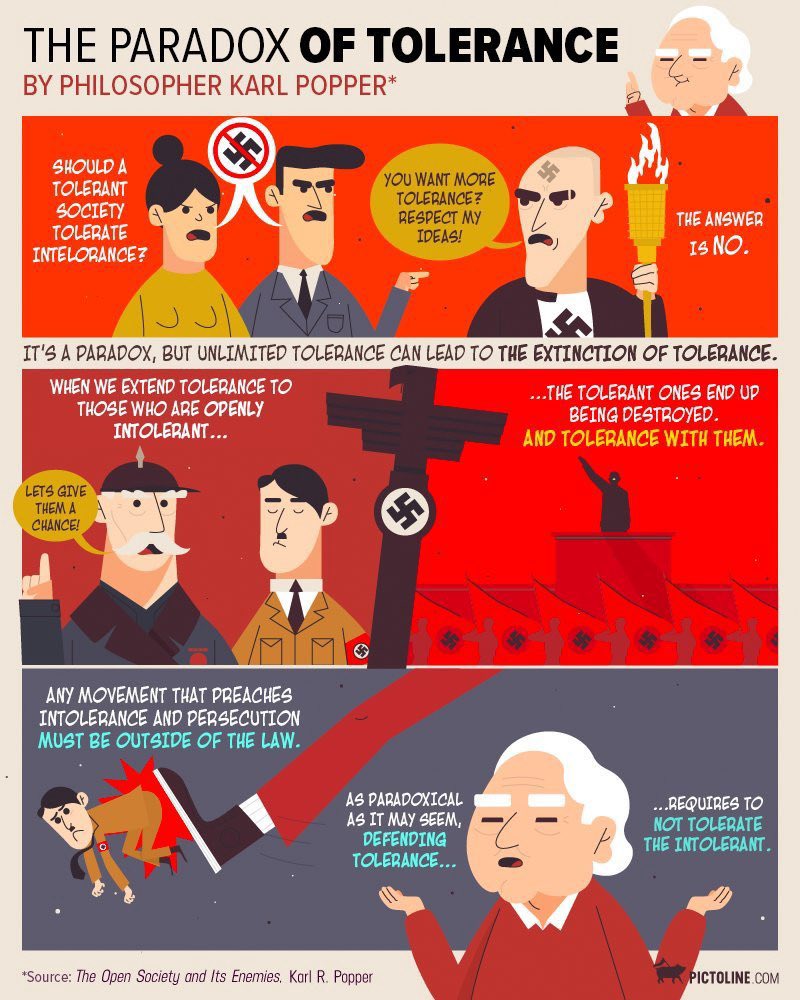 THE PARADOX OF TOLERANCE
BY PHILOSOPHER KARL POPPER*
SHOULD A
TOLERANT
SOCIETY
TOLERATE
INTELORANCE?
YOU WANT MORE
TOLERANCE?
RESPECT MY
IDEAS!
THE ANSWER
IS NO.
IT'S A PARADOX, BUT UNLIMITED TOLERANCE CAN LEAD TO THE EXTINCTION OF TOLERANCE.
WHEN WE EXTEND TOLERANCE TO
THOSE WHO ARE OPENLY
INTOLERANT...
LETS GIVE
THEM A
CHANCE!
...THE TOLERANT ONES END UP
BEING DESTROYED.
AND TOLERANCE WITH THEM.
ANY MOVEMENT THAT PREACHES
INTOLERANCE AND PERSECUTION
MUST BE OUTSIDE OF THE LAW.
AS PARADOXICAL
AS IT MAY SEEM,
DEFENDING
TOLERANCE...
...REQUIRES TO
NOT TOLERATE
THE INTOLERANT.
*Source: The Open Society and Its Enemies, Karl R. Popper
PICTOLINE.COM